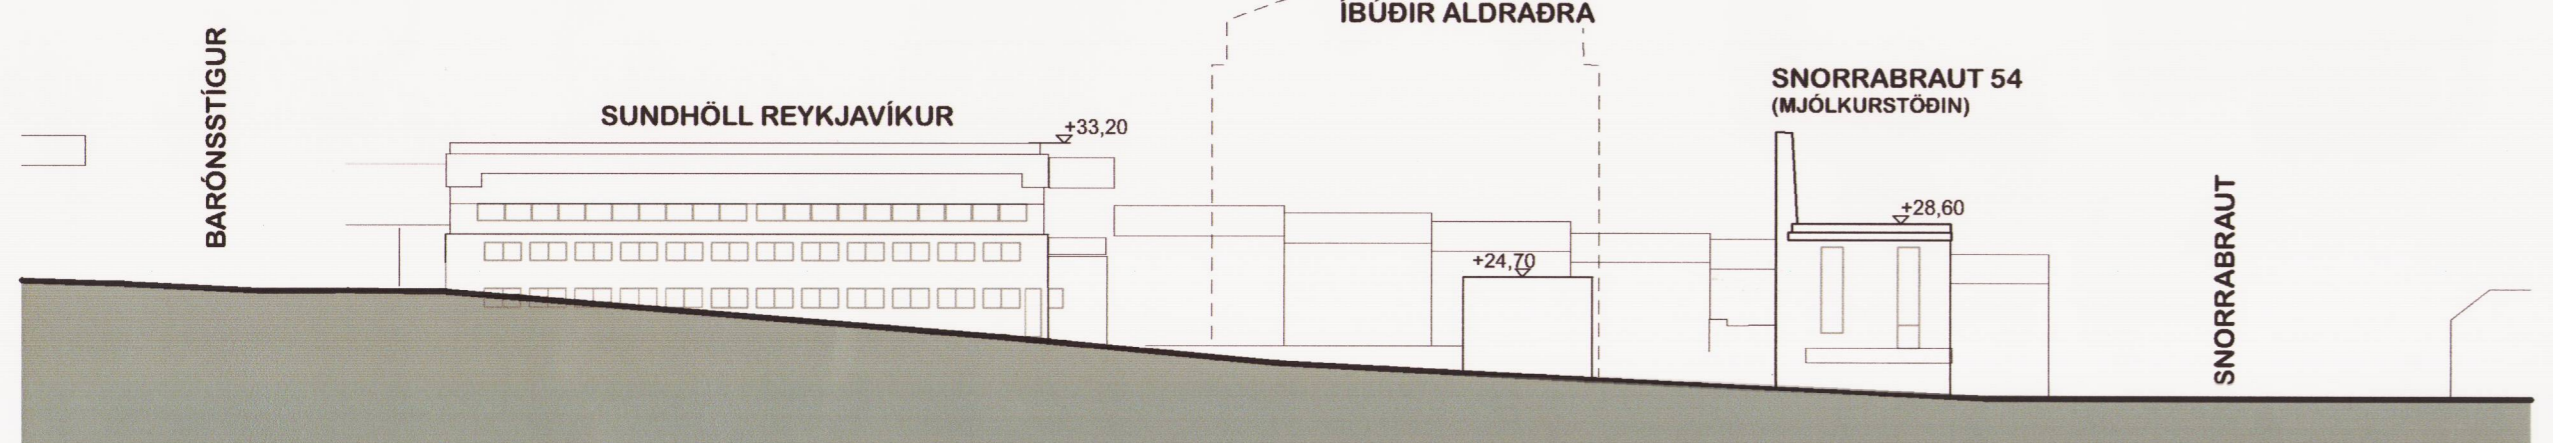 BARÓNSSTÍGUR
SUNDHÖLL REYKJAVÍKUR
+33,20
ÍBÚÐIR ALDRAÐRA
+24,70
SNORRABRAUT 54
(MJÓLKURSTÖÐIN)
+28,60
SNORRABRAUT